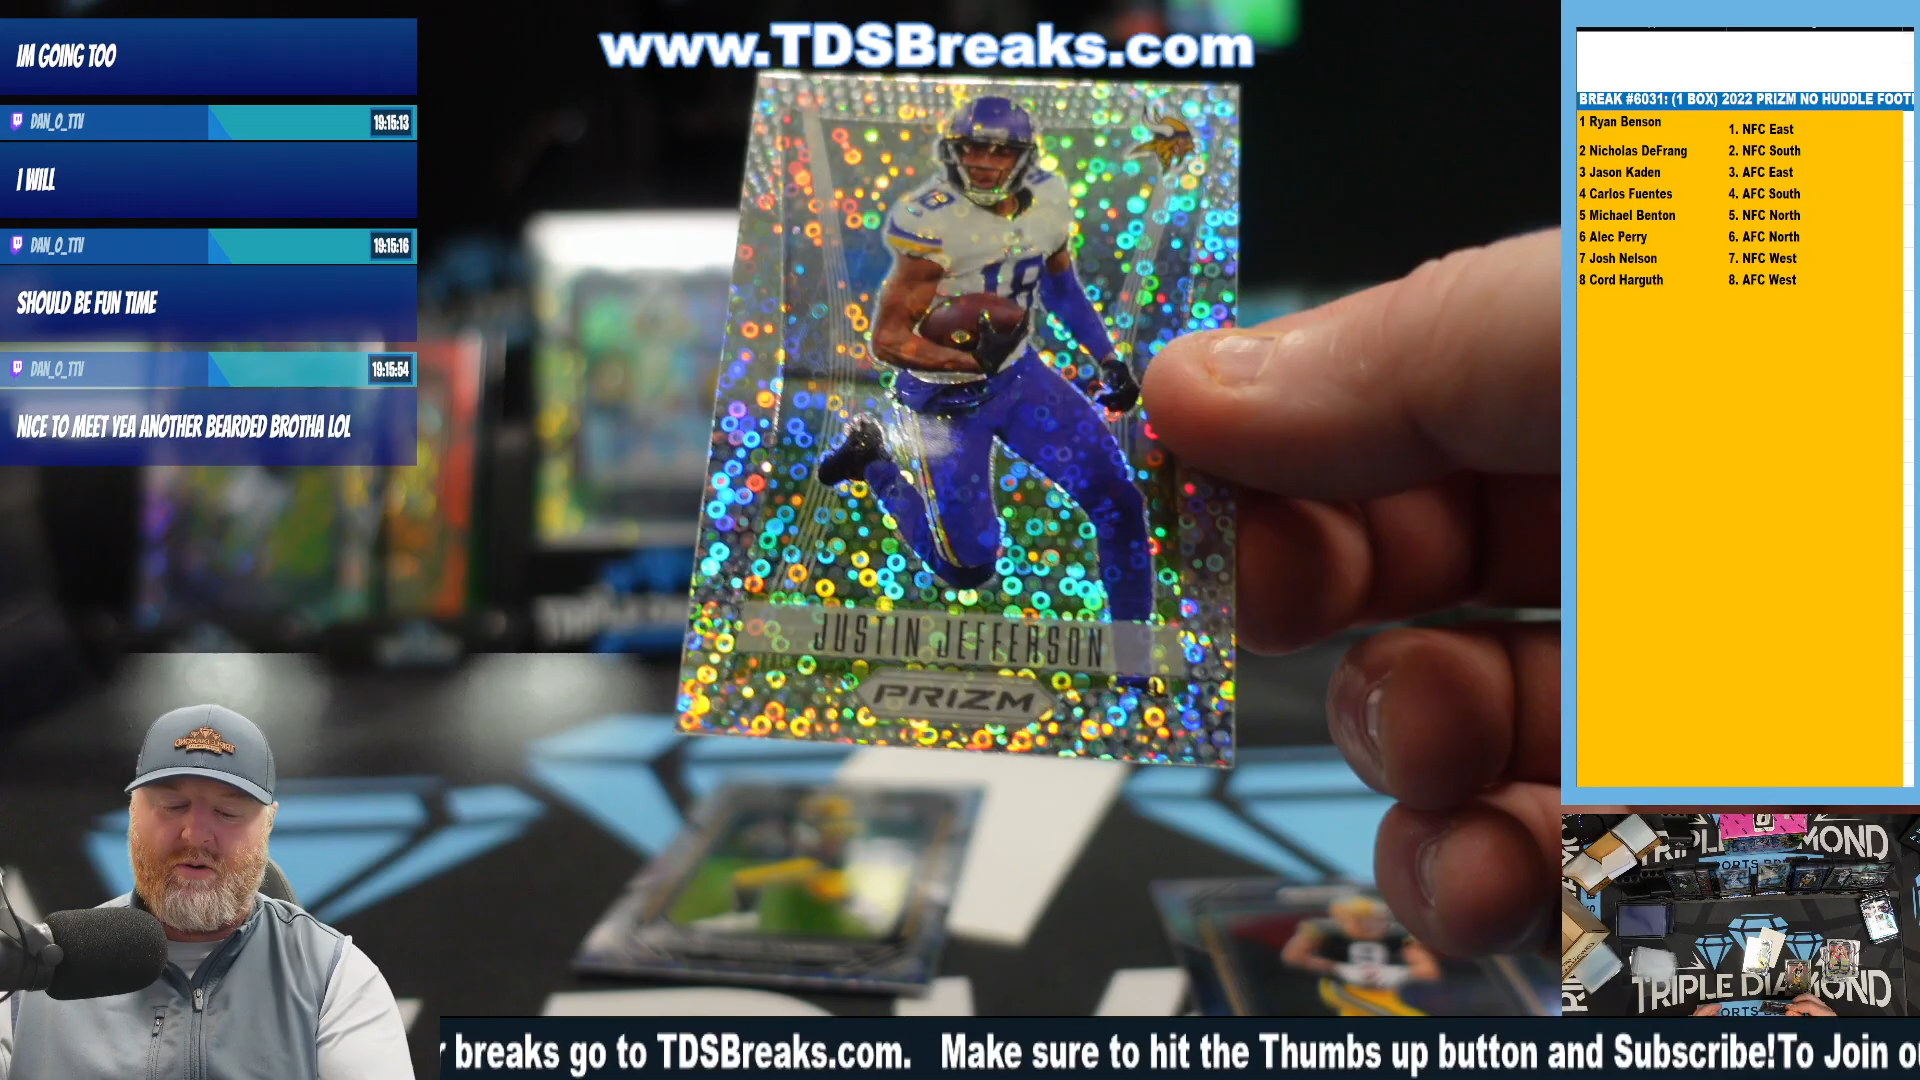 IM GOING TOO
DAN_O_TTV 19:15:13
I WILL
DAN_O_TTV 19:15:16
SHOULD BE FUN TIME
DAN_O_TTV 19:15:54
NICE TO MEET YEA ANOTHER BEARDED BROTHA LOL
www.TDSBreaks.com
18
18
JUSTIN JEFFERSON
PRIZM
BREAK #6031: (1 BOX) 2022 PRIZM NO HUDDLE FOOT
1 Ryan Benson 1. NFC East
2 Nicholas DeFrang 2. NFC South
3 Jason Kaden 3. AFC East
4 Carlos Fuentes 4. AFC South
5 Michael Benton 5. NFC North
6 Alec Perry 6. AFC North
7 Josh Nelson 7. NFC West
8 Cord Harguth 8. AFC West
TRIPLE DIAMOND
TRIPLE DIAMOND
r breaks go to TDSBreaks.com. Make sure to hit the Thumbs up button and Subscribe!To Join o